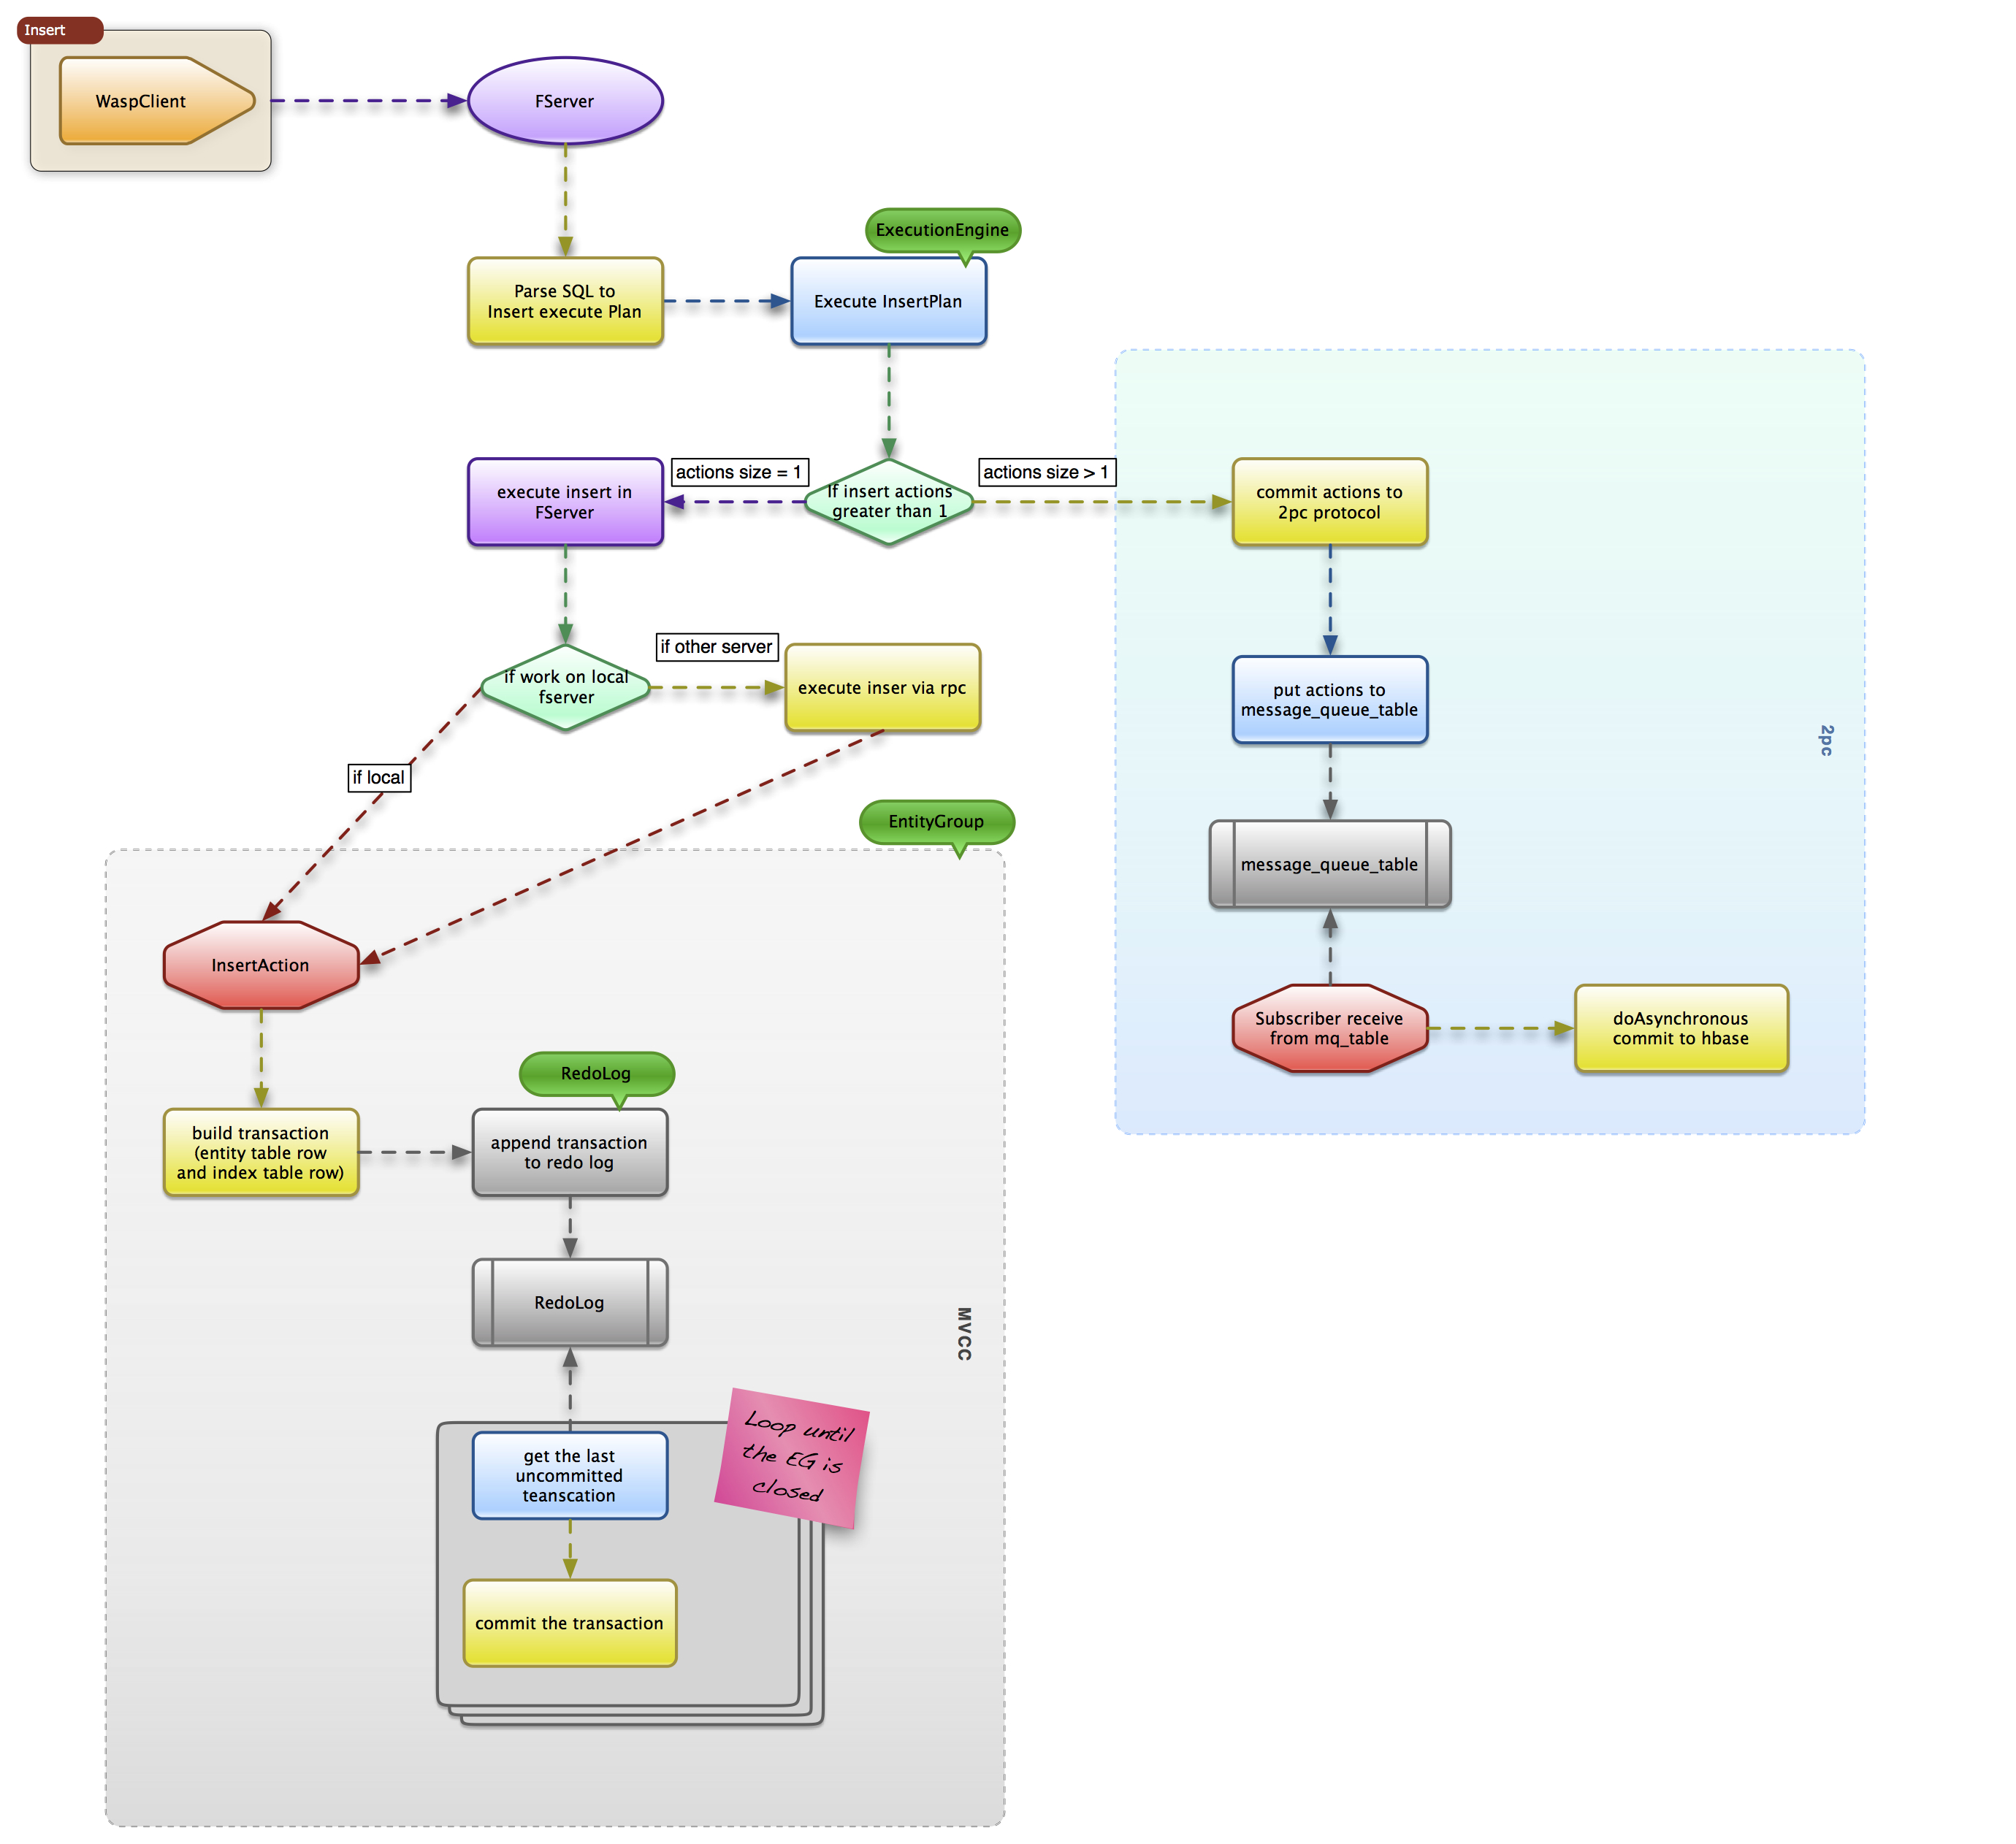 Insert
WaspClient
FServer
ExecutionEngine
Parse SQL to
Insert execute Plan
Execute InsertPlan
actions size = 1
actions size > 1
execute insert in
FServer
If insert actions
greater than 1
commit actions to
2pc protocol
if other server
if work on local
fserver
execute inser via rpc
put actions to
message_queue_table
2pc
if local
EntityGroup
message_queue_table
InsertAction
Subscriber receive
from mq_table
doAsynchronous
commit to hbase
RedoLog
build transaction
(entity table row
and index table row)
append transaction
to redo log
RedoLog
MVCC
Loop until
the EG is
closed
get the last
uncommitted
teanscation
commit the transaction